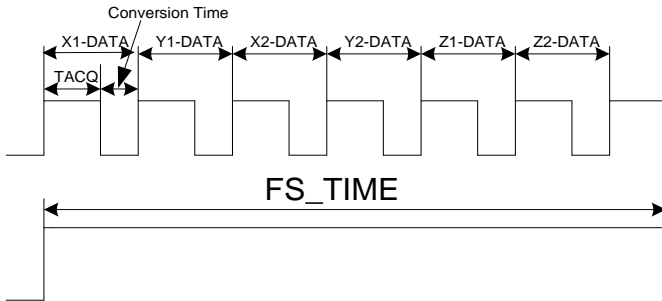 Conversion Time
X1-DATA Y1-DATA X2-DATA Y2-DATA Z1-DATA Z2-DATA
TACQ
FS_TIME